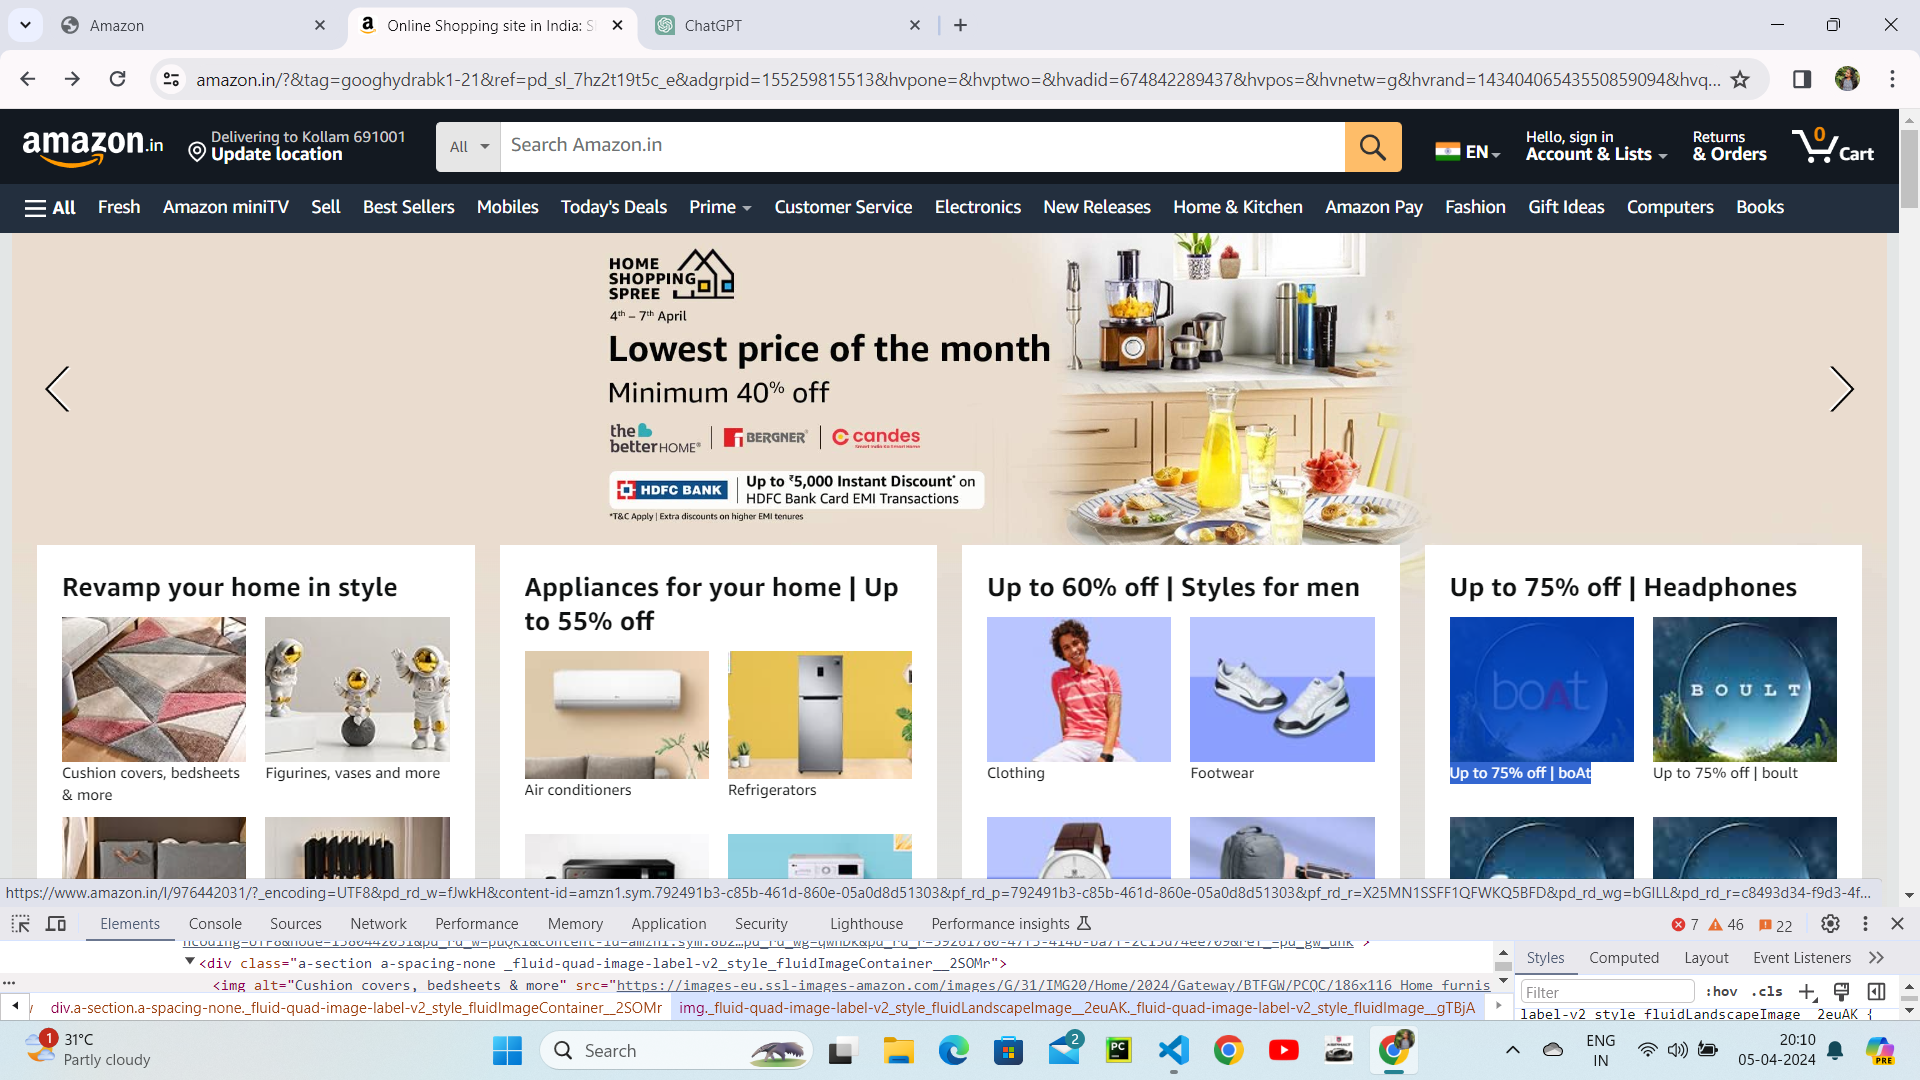 Amazon
Online Shopping site in India: S
ChatGPT
amazon.in/?&tag=googhydrabk1-21&ref=pd_sl_7hz2t19t5c_e&adgrpid=155259815513&hvpone=&hvptwo=&hvadid=674842289437&hvpos=&hvnetw=g&hvrand=14340406543550859094&hvq...
amazon.in
Delivering to Kollam 691001
Update location
All
Search Amazon.in
EN
Hello, sign in
Account & Lists
Returns
& Orders
0
Cart
All Fresh Amazon miniTV Sell Best Sellers Mobiles Today's Deals Prime Customer Service Electronics New Releases Home & Kitchen Amazon Pay Fashion Gift Ideas Computers Books
HOME
SHOPPING
SPREE
4th – 7th April
Lowest price of the month
Minimum 40% off
the better HOME® | BERGNER® | candes
HDFC BANK
Up to ₹5,000 Instant Discount* on
HDFC Bank Card EMI Transactions
*T&C Apply | Extra discounts on higher EMI tenures
Revamp your home in style
Cushion covers, bedsheets
& more
Figurines, vases and more
Appliances for your home | Up
to 55% off
Air conditioners
Refrigerators
Up to 60% off | Styles for men
Clothing
Footwear
Up to 75% off | Headphones
boAt
BOULT
Up to 75% off | boAt
Up to 75% off | boult
https://www.amazon.in/l/976442031/?_encoding=UTF8&pd_rd_w=fJwkH&content-id=amzn1.sym.792491b3-c85b-461d-860e-05a0d8d51303&pf_rd_p=792491b3-c85b-461d-860e-05a0d8d51303&pf_rd_r=X25MN1SSFF1QFWKQ5BFD&pd_rd_wg=bGILL&pd_rd_r=c8493d34-f9d3-4f...
Elements Console Sources Network Performance Memory Application Security Lighthouse Performance insights
7 46 22
<div class="a-section a-spacing-none _fluid-quad-image-label-v2_style_fluidImageContainer__2SOMr">
<img alt="Cushion covers, bedsheets & more" src="https://images-eu.ssl-images-amazon.com/images/G/31/IMG20/Home/2024/Gateway/BTFGW/PCQC/186x116_Home_furnis
div.a-section.a-spacing-none._fluid-quad-image-label-v2_style_fluidImageContainer__2SOMr
img._fluid-quad-image-label-v2_style_fluidLandscapeImage__2euAK._fluid-quad-image-label-v2_style_fluidImage__gTBjA
Styles Computed Layout Event Listeners
Filter
:hov .cls
label-v2_style_fluidLandscapeImage__2euAK {
1
31°C
Partly cloudy
Search
2
PC
ENG
IN
20:10
05-04-2024
PRE